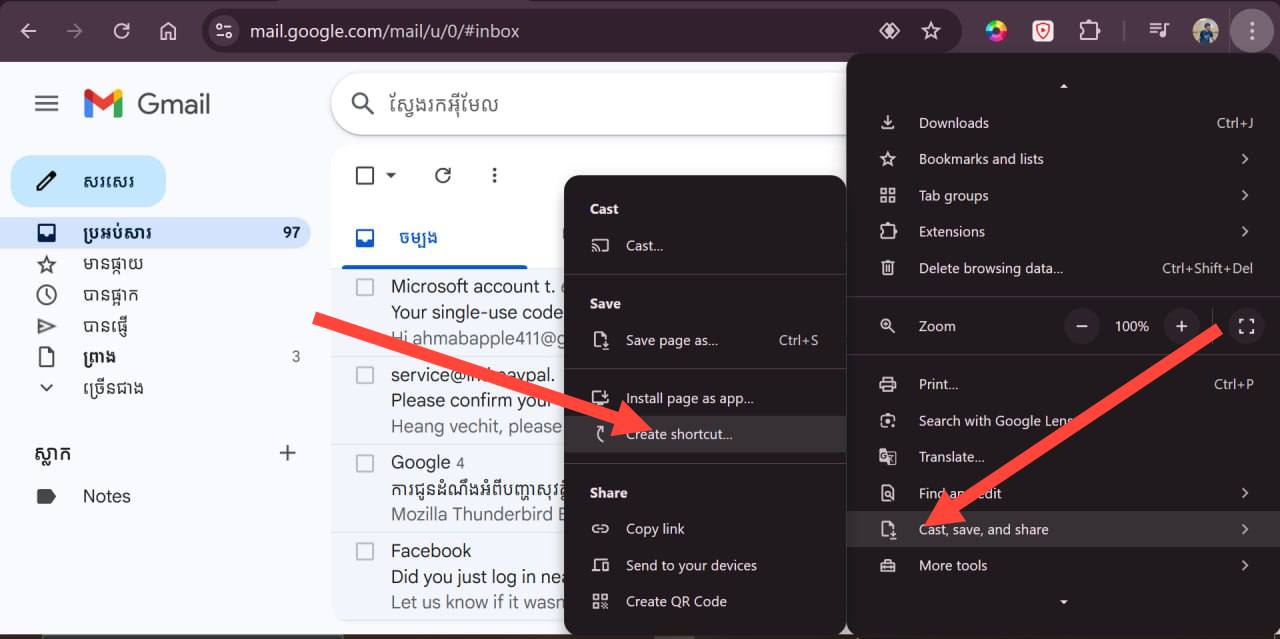 mail.google.com/mail/u/0/#inbox
Gmail
ស្វែងរកអ៊ីមែល
សរសេរ
ប្រអប់សារ 97
មានផ្កាយ
បានផ្អាក
បានផ្ញើ
ព្រាង 3
ច្រើនជាង
ស្លាក
Notes
ចម្បង
Microsoft account t.
Your single-use code
Hi ahmabapple411@g
service@intl.paypal.
Please confirm your
Heang vechit, please
Google 4
ការជូនដំណឹងអំពីបញ្ហាសុវត្ថិ
Mozilla Thunderbird E
Facebook
Did you just log in nea
Let us know if it wasn
Cast
Cast...
Save
Save page as... Ctrl+S
Install page as app...
Create shortcut...
Share
Copy link
Send to your devices
Create QR Code
Downloads Ctrl+J
Bookmarks and lists
Tab groups
Extensions
Delete browsing data... Ctrl+Shift+Del
Zoom 100%
Print... Ctrl+P
Search with Google Lens
Translate...
Find and edit
Cast, save, and share
More tools